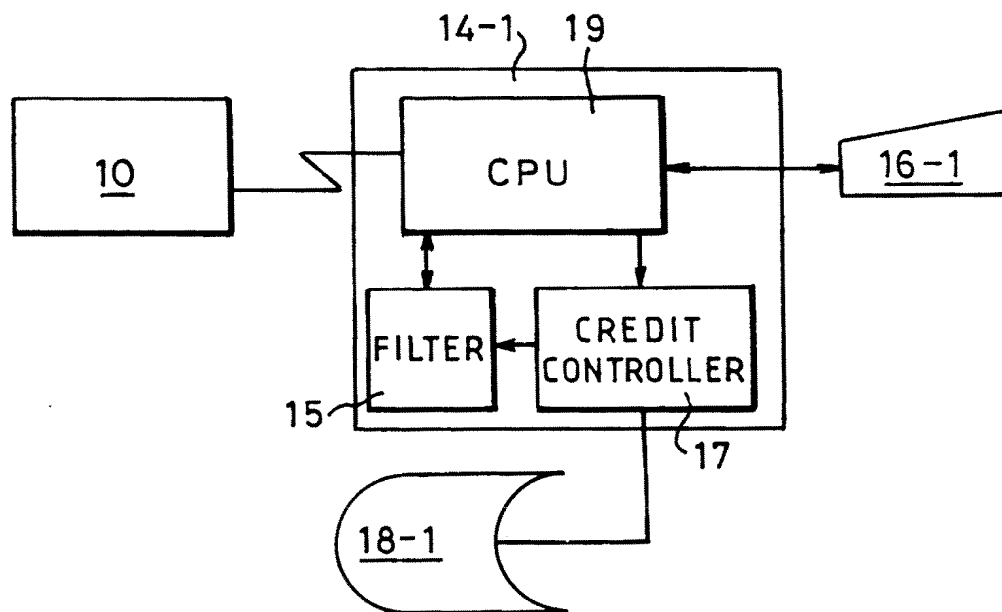 14-1
19
10
CPU
16-1
FILTER
CREDIT
CONTROLLER
15
17
18-1